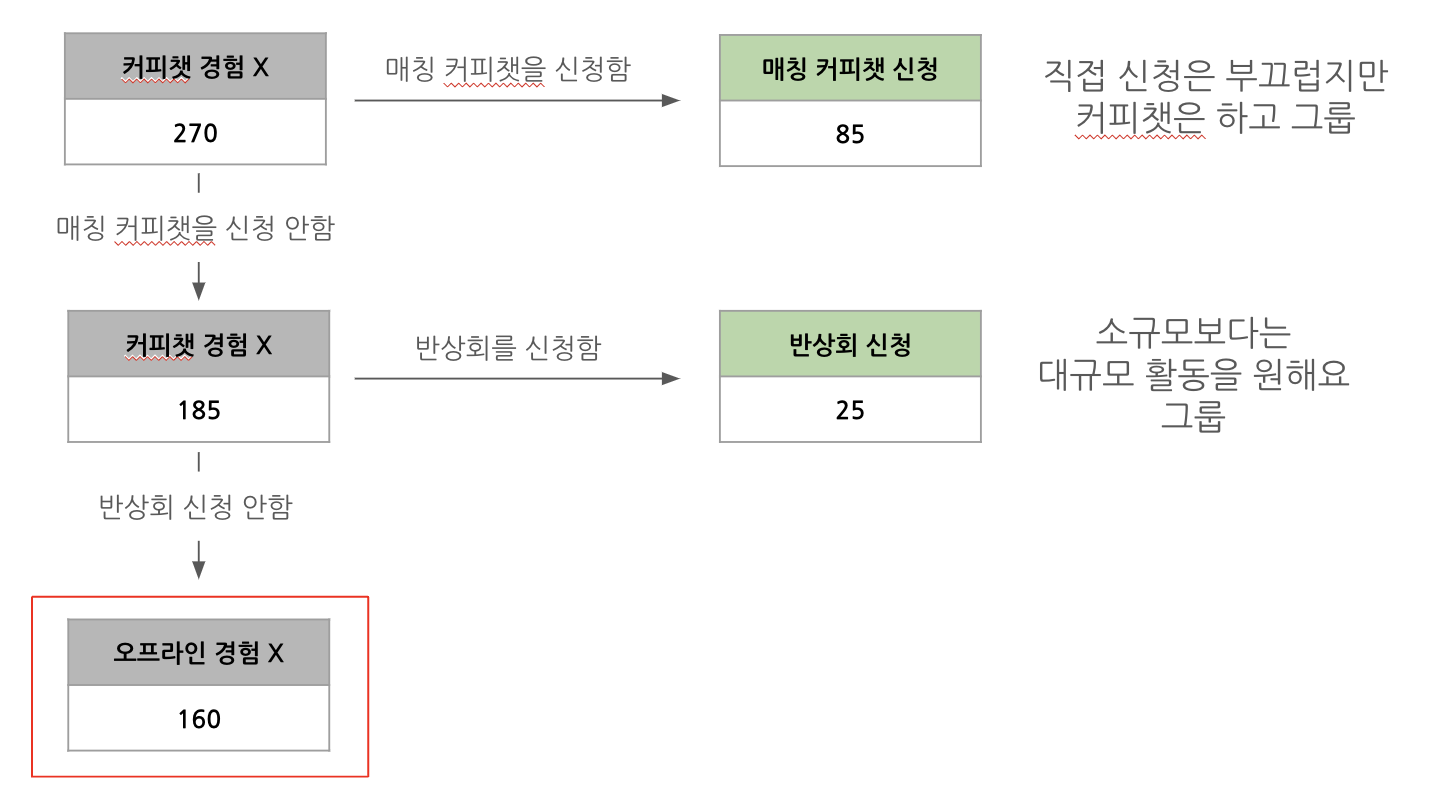 커피챗 경험 X
270
매칭 커피챗을 신청함
매칭 커피챗 신청
85
직접 신청은 부끄럽지만
커피챗은 하고 그룹
매칭 커피챗을 신청 안함
커피챗 경험 X
185
반상회를 신청함
반상회 신청
25
소규모보다는
대규모 활동을 원해요
그룹
반상회 신청 안함
오프라인 경험 X
160